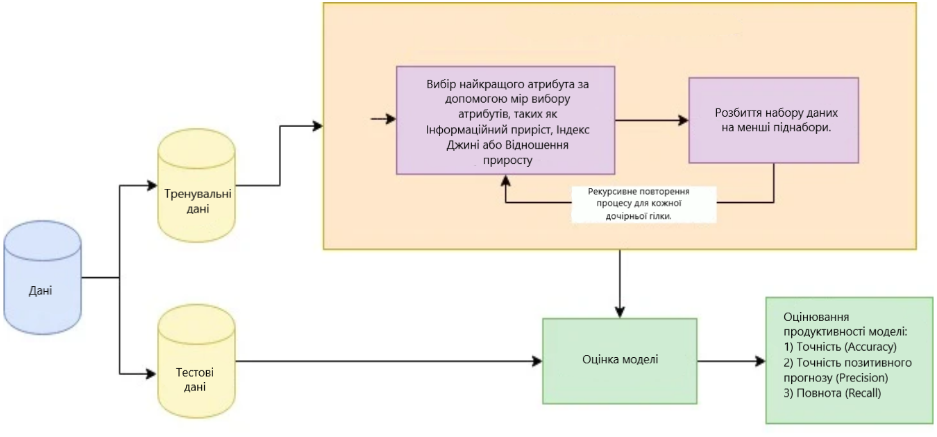 Вибір найкращого атрибута за
допомогою мір вибору
атрибутів, таких як
Інформаційний приріст, Індекс
Джині або Відношення
приросту
Розбиття набору даних
на менші піднабори.
Рекурсивне повторення
процесу для кожної
дочірньої гілки.
Тренувальні
дані
Дані
Тестові
дані
Оцінка моделі
Оцінювання
продуктивності моделі:
1) Точність (Accuracy)
2) Точність позитивного
прогнозу (Precision)
3) Повнота (Recall)